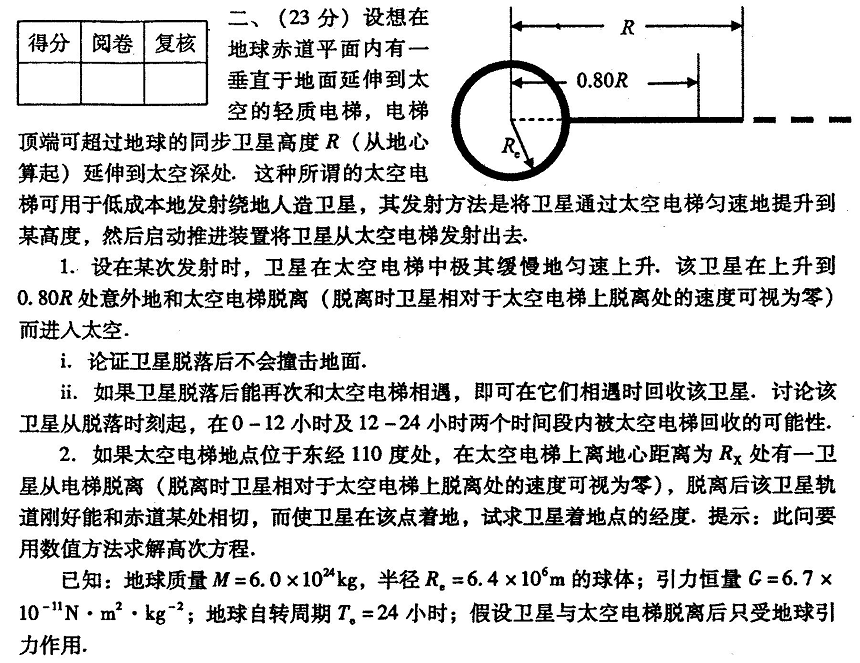 得分 阅卷 复核
二、（23 分）设想在
地球赤道平面内有一
垂直于地面延伸到太
空的轻质电梯，电梯
顶端可超过地球的同步卫星高度 R（从地心
算起）延伸到太空深处. 这种所谓的太空电
梯可用于低成本地发射绕地人造卫星，其发射方法是将卫星通过太空电梯匀速地提升到
某高度，然后启动推进装置将卫星从太空电梯发射出去.
R
0.80R
Re
1. 设在某次发射时，卫星在太空电梯中极其缓慢地匀速上升. 该卫星在上升到
0.80R 处意外地和太空电梯脱离（脱离时卫星相对于太空电梯上脱离处的速度可视为零）
而进入太空.
i. 论证卫星脱落后不会撞击地面.
ii. 如果卫星脱落后能再次和太空电梯相遇，即可在它们相遇时回收该卫星. 讨论该
卫星从脱落时刻起，在 0－12 小时及 12－24 小时两个时间段内被太空电梯回收的可能性.
2. 如果太空电梯地点位于东经 110 度处，在太空电梯上离地心距离为 RX 处有一卫
星从电梯脱离（脱离时卫星相对于太空电梯上脱离处的速度可视为零），脱离后该卫星轨
道刚好能和赤道某处相切，而使卫星在该点着地，试求卫星着地点的经度. 提示：此问要
用数值方法求解高次方程.
已知：地球质量 M＝6.0×10²⁴kg，半径 Re＝6.4×10⁶m 的球体；引力恒量 G＝6.7×
10⁻¹¹N·m²·kg⁻²；地球自转周期 Te＝24 小时；假设卫星与太空电梯脱离后只受地球引
力作用.